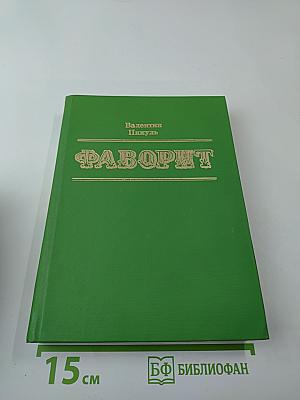 Валентин
Пикуль
ФАВОРИТ
15 см
БФ БИБЛИОФАН